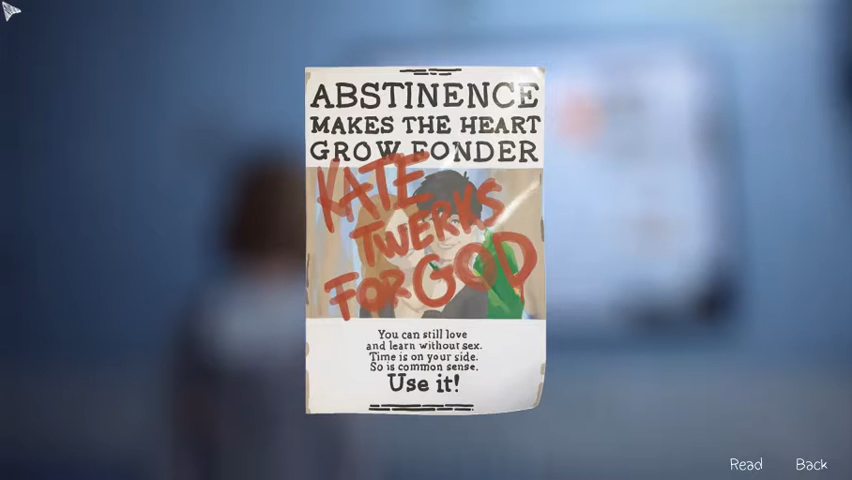 ABSTINENCE
MAKES THE HEART
GROW FONDER
KATE
TWERKS
FOR GOD
You can still love
and learn without sex.
Time is on your side.
So is common sense.
Use it!
Read Back